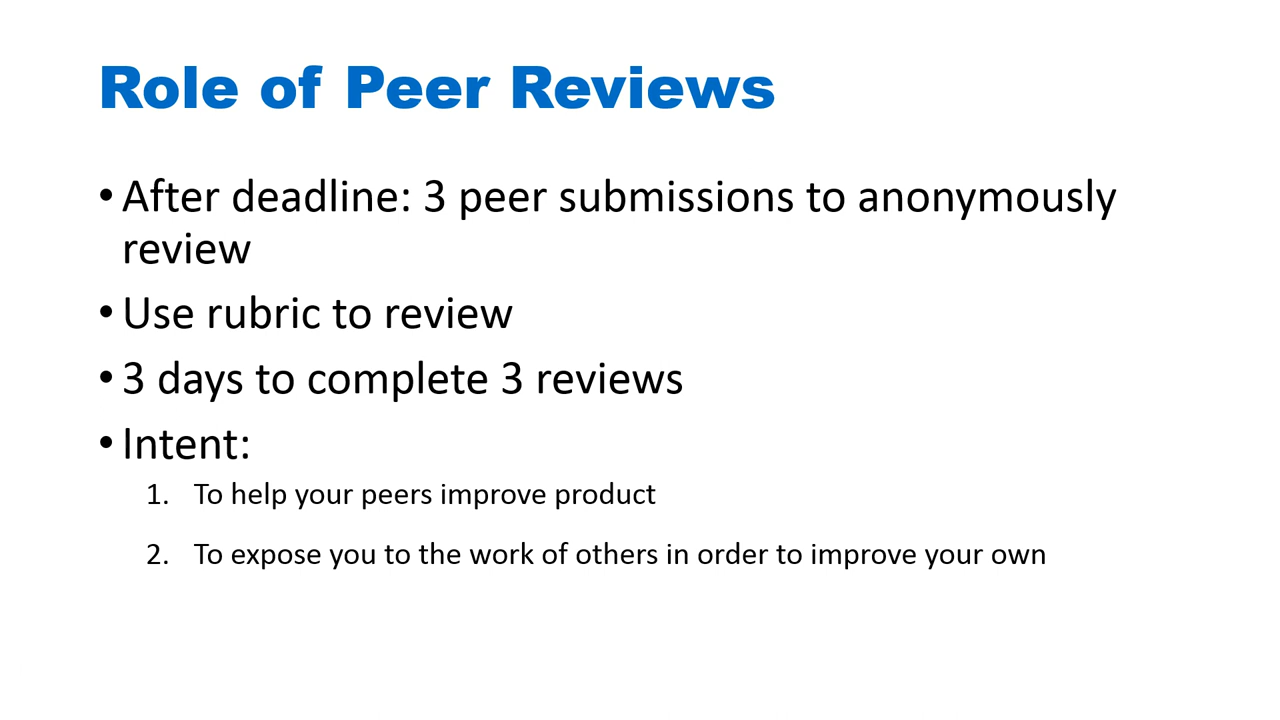 Role of Peer Reviews
• After deadline: 3 peer submissions to anonymously
review
• Use rubric to review
• 3 days to complete 3 reviews
• Intent:
1. To help your peers improve product
2. To expose you to the work of others in order to improve your own